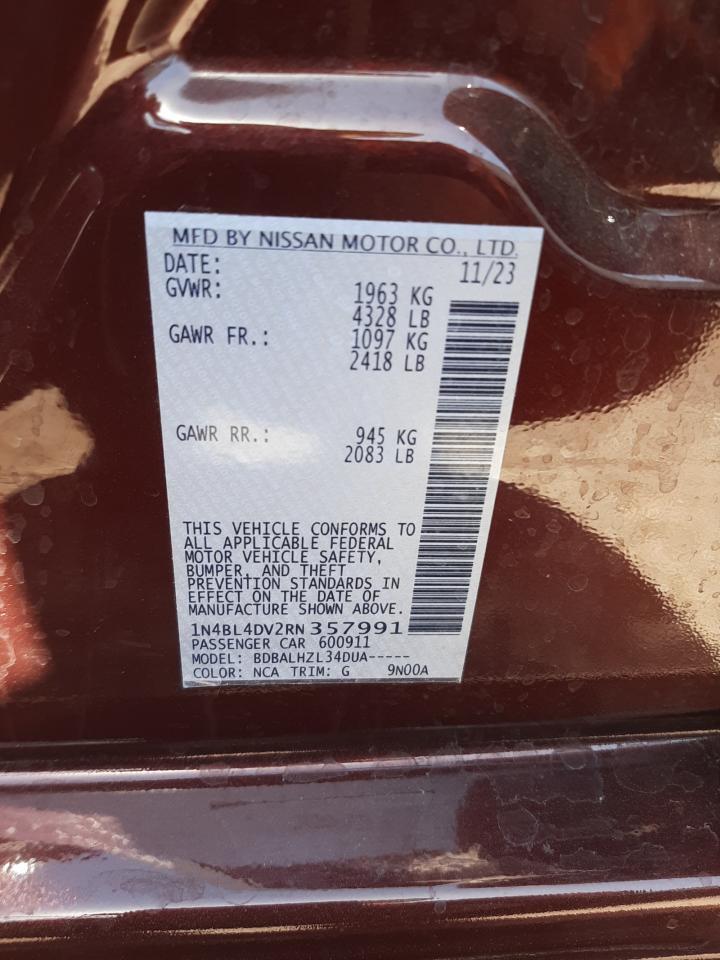 MFD BY NISSAN MOTOR CO., LTD.
DATE: 11/23
GVWR: 1963 KG
4328 LB
GAWR FR.: 1097 KG
2418 LB
GAWR RR.: 945 KG
2083 LB
THIS VEHICLE CONFORMS TO
ALL APPLICABLE FEDERAL
MOTOR VEHICLE SAFETY,
BUMPER, AND THEFT
PREVENTION STANDARDS IN
EFFECT ON THE DATE OF
MANUFACTURE SHOWN ABOVE.
1N4BL4DV2RN 357991
PASSENGER CAR 600911
MODEL: BDBALHZL34DUA-----
COLOR: NCA TRIM: G 9N00A